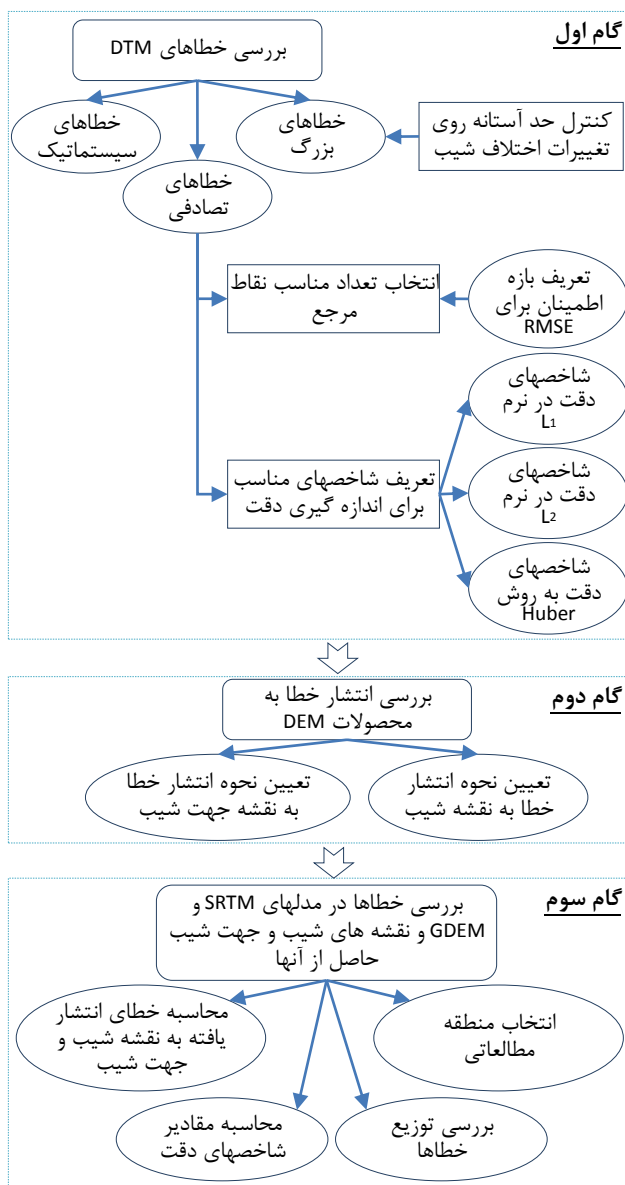 گام اول
بررسی خطاهای DTM
خطاهای
سیستماتیک
خطاهای
بزرگ
کنترل حد آستانه روی
تغییرات اختلاف شیب
خطاهای
تصادفی
انتخاب تعداد مناسب نقاط
مرجع
تعریف بازه
اطمینان برای
RMSE
شاخصهای
دقت در نرم
L1
تعریف شاخصهای مناسب
برای اندازه گیری دقت
شاخصهای
دقت در نرم
L2
شاخصهای
دقت به روش
Huber
گام دوم
بررسی انتشار خطا به
محصولات DEM
تعیین نحوه انتشار
خطا به نقشه شیب
تعیین نحوه انتشار خطا
به نقشه جهت شیب
گام سوم
بررسی خطاها در مدلهای SRTM و
GDEM و نقشه های شیب و جهت شیب
حاصل از آنها
انتخاب منطقه
مطالعاتی
محاسبه خطای انتشار
یافته به نقشه شیب و
جهت شیب
بررسی توزیع
خطاها
محاسبه مقادیر
شاخصهای دقت